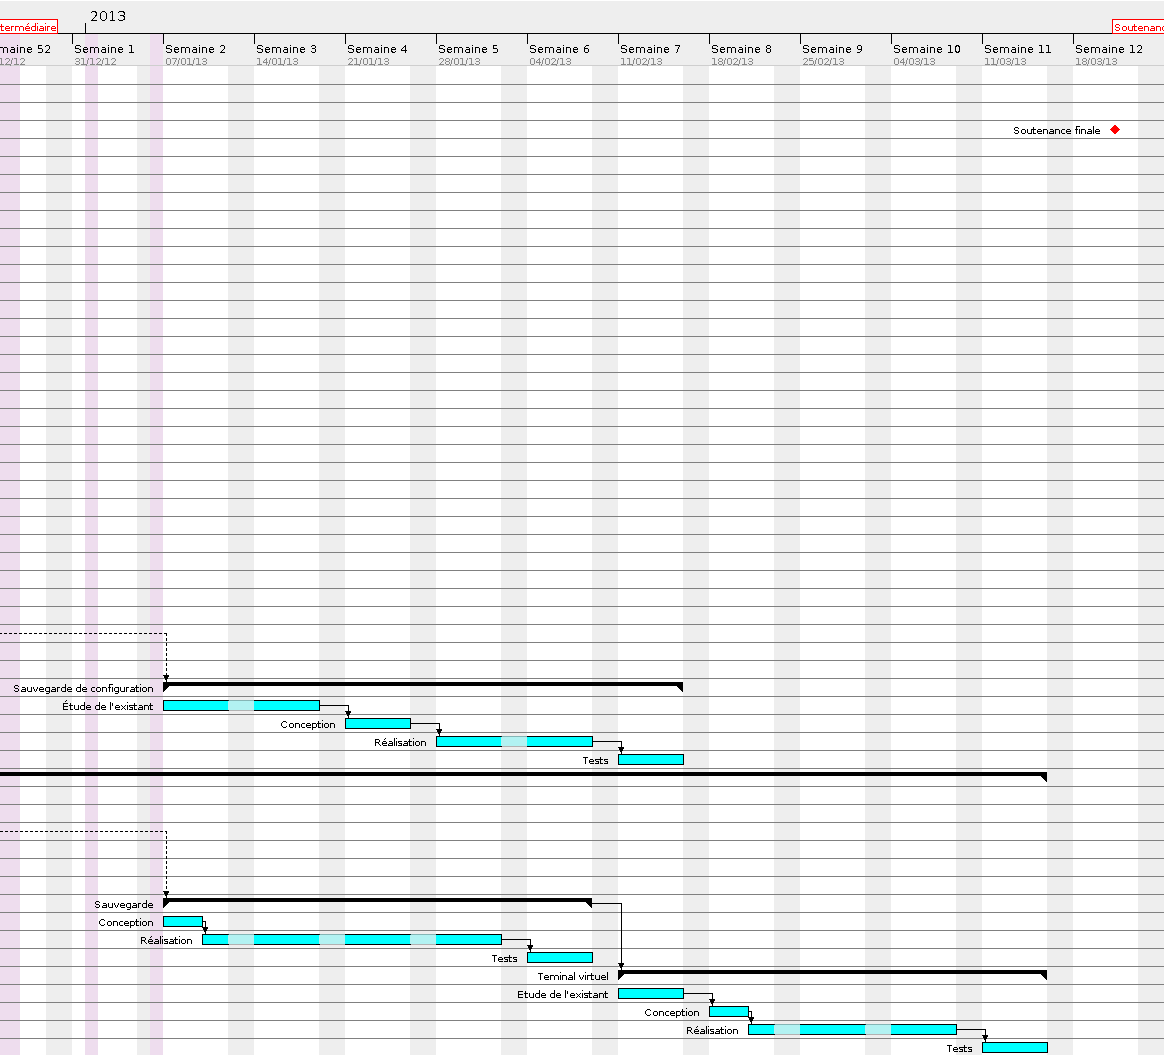 2013
termédiaire
Soutenanc
maine 52 Semaine 1 Semaine 2 Semaine 3 Semaine 4 Semaine 5 Semaine 6 Semaine 7 Semaine 8 Semaine 9 Semaine 10 Semaine 11 Semaine 12
12/12 31/12/12 07/01/13 14/01/13 21/01/13 28/01/13 04/02/13 11/02/13 18/02/13 25/02/13 04/03/13 11/03/13 18/03/13
Soutenance finale
Sauvegarde de configuration
Étude de l'existant
Conception
Réalisation
Tests
Sauvegarde
Conception
Réalisation
Tests
Teminal virtuel
Etude de l'existant
Conception
Réalisation
Tests